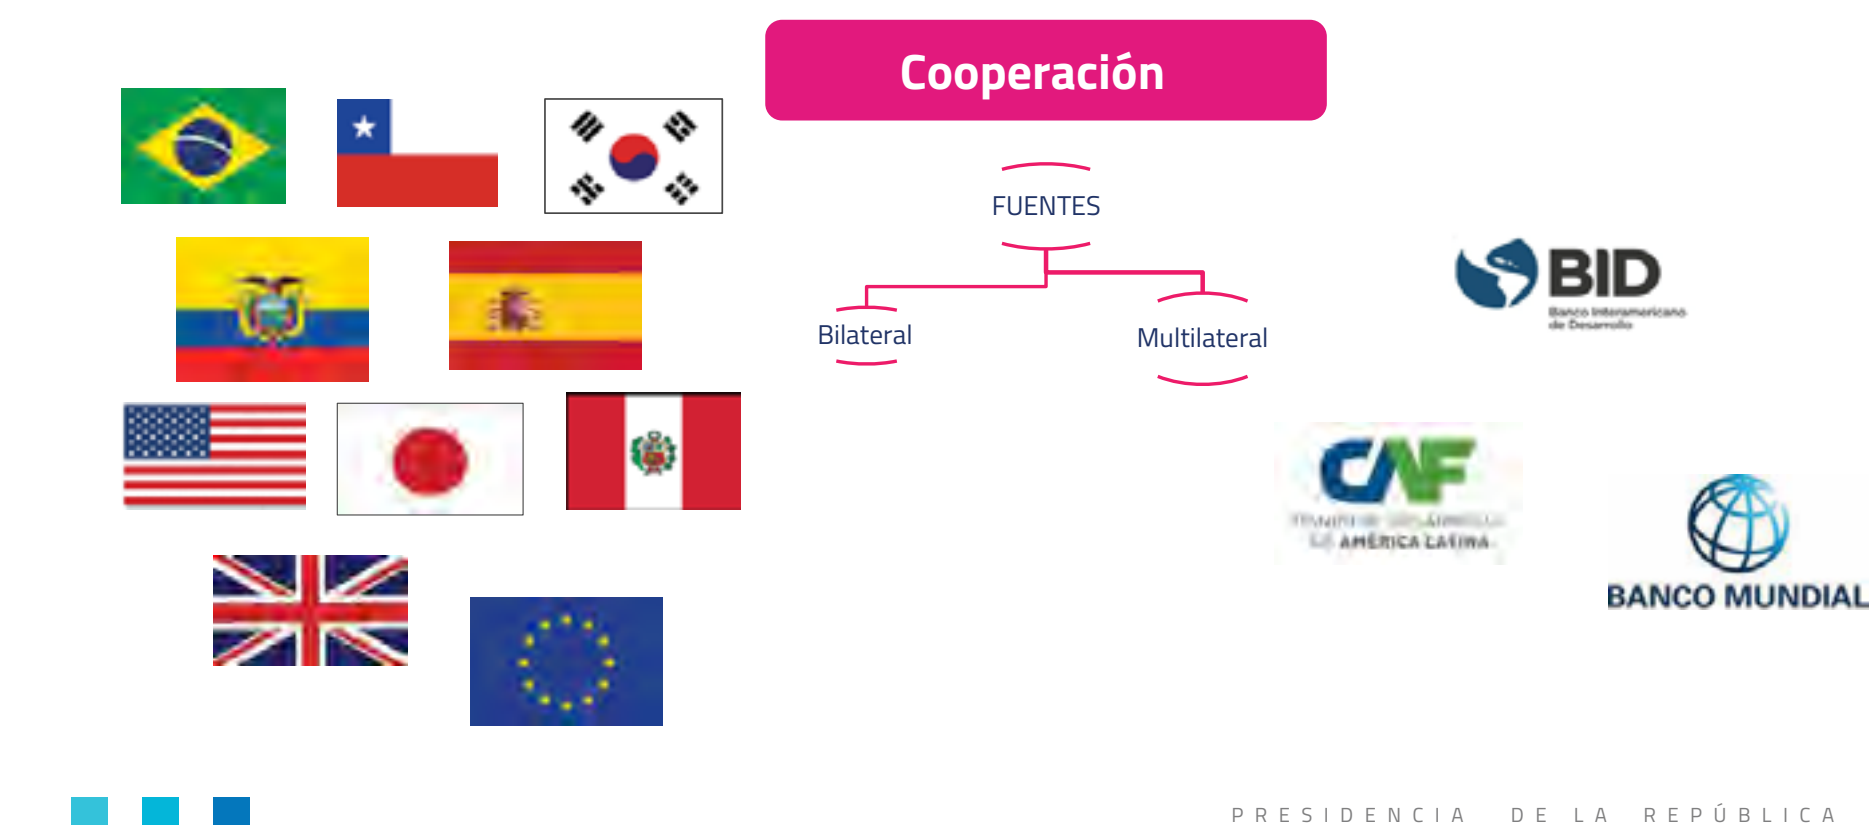 Cooperación
FUENTES
Bilateral
Multilateral
BID
Banco Interamericano
de Desarrollo
CAF
AMÉRICA LATINA
BANCO MUNDIAL
PRESIDENCIA DE LA REPÚBLICA